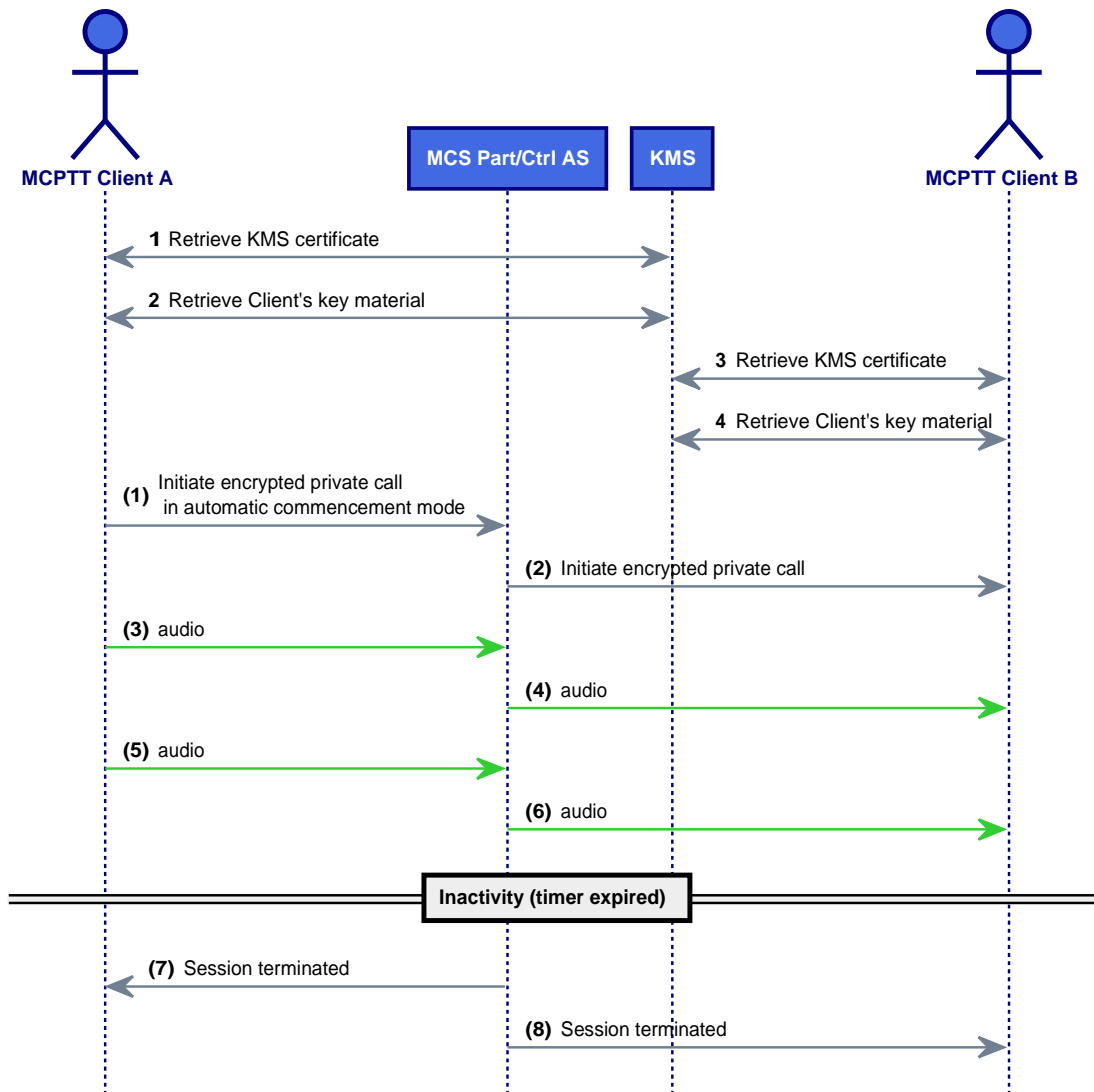 MCS Part/Ctrl AS
KMS
MCPTT Client A
MCPTT Client B
1 Retrieve KMS certificate
2 Retrieve Client's key material
3 Retrieve KMS certificate
4 Retrieve Client's key material
(1) Initiate encrypted private call
in automatic commencement mode
(2) Initiate encrypted private call
(3) audio
(4) audio
(5) audio
(6) audio
Inactivity (timer expired)
(7) Session terminated
(8) Session terminated